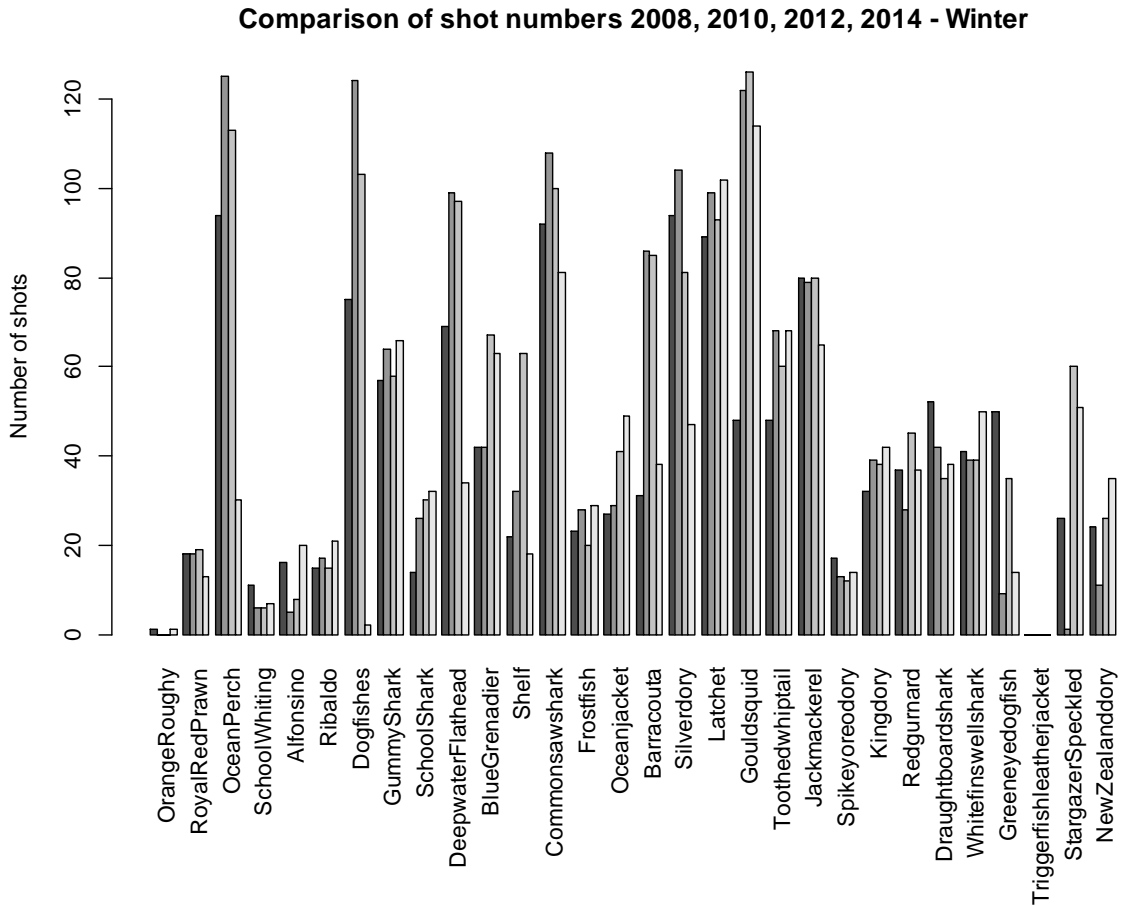 Comparison of shot numbers 2008, 2010, 2012, 2014 - Winter
Number of shots
120
100
80
60
40
20
0
OrangeRoughy
RoyalRedPrawn
OceanPerch
SchoolWhiting
Alfonsino
Ribaldo
Dogfishes
GummyShark
SchoolShark
DeepwaterFlathead
BlueGrenadier
Shelf
Commonsawshark
Frostfish
Oceanjacket
Barracouta
Silverdory
Latchet
Gouldsquid
Toothedwhiptail
Jackmackerel
Spikeyoreodory
Kingdory
Redgurnard
Draughtboardshark
Whitefinswellshark
Greeneyedogfish
Triggerfishleatherjacket
StargazerSpeckled
NewZealanddory